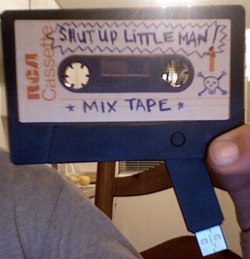 SHUT UP LITTLE MAN!
RCA
Cassette
* MIX TAPE *